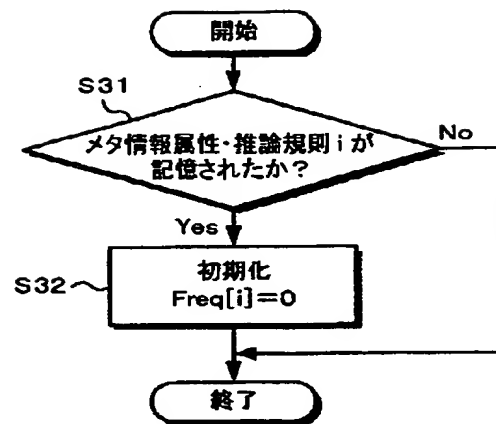 開始
S31
メタ情報属性・推論規則iが
記憶されたか?
No
Yes
S32
初期化
Freq[i]=0
終了